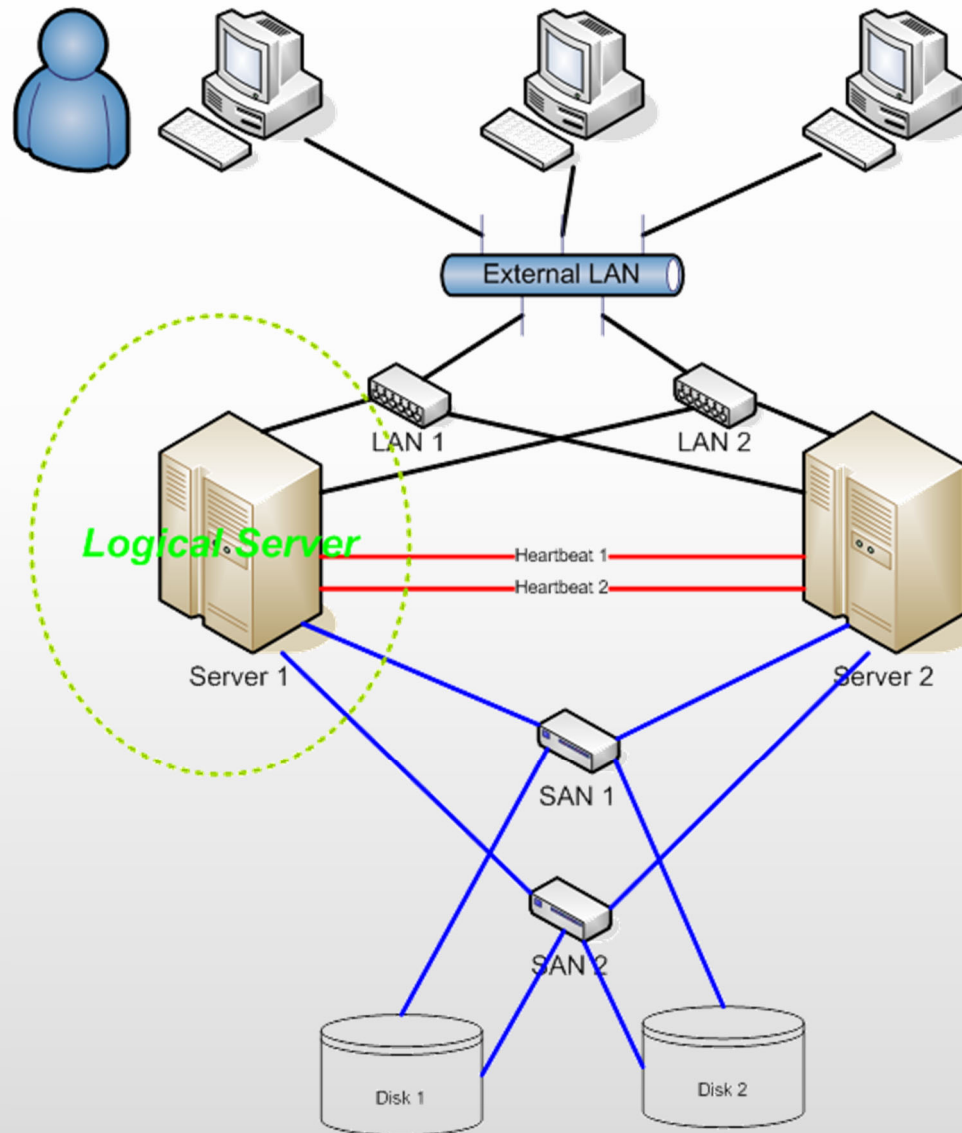 External LAN
LAN 1
LAN 2
Logical Server
Heartbeat 1
Heartbeat 2
Server 1
Server 2
SAN 1
SAN 2
Disk 1
Disk 2